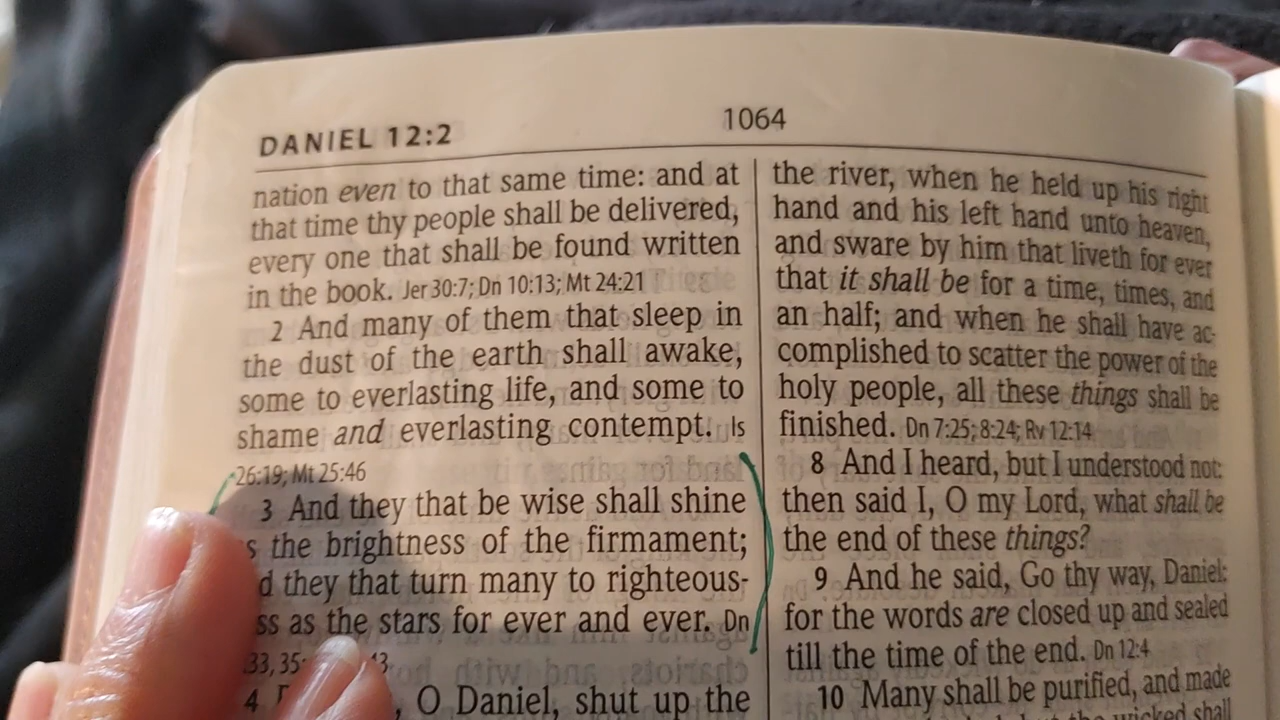 DANIEL 12:2
1064
nation even to that same time: and at
that time thy people shall be delivered,
every one that shall be found written
in the book. Jer 30:7; Dn 10:13; Mt 24:21
2 And many of them that sleep in
the dust of the earth shall awake,
some to everlasting life, and some to
shame and everlasting contempt. Is
26:19; Mt 25:46
3 And they that be wise shall shine
s the brightness of the firmament;
d they that turn many to righteous-
ss as the stars for ever and ever. Dn
33, 35;
4 , O Daniel, shut up the
the river, when he held up his right
hand and his left hand unto heaven,
and sware by him that liveth for ever
that it shall be for a time, times, and
an half; and when he shall have ac-
complished to scatter the power of the
holy people, all these things shall be
finished. Dn 7:25; 8:24; Rv 12:14
8 And I heard, but I understood not:
then said I, O my Lord, what shall be
the end of these things?
9 And he said, Go thy way, Daniel:
for the words are closed up and sealed
till the time of the end. Dn 12:4
10 Many shall be purified, and made
wicked shall